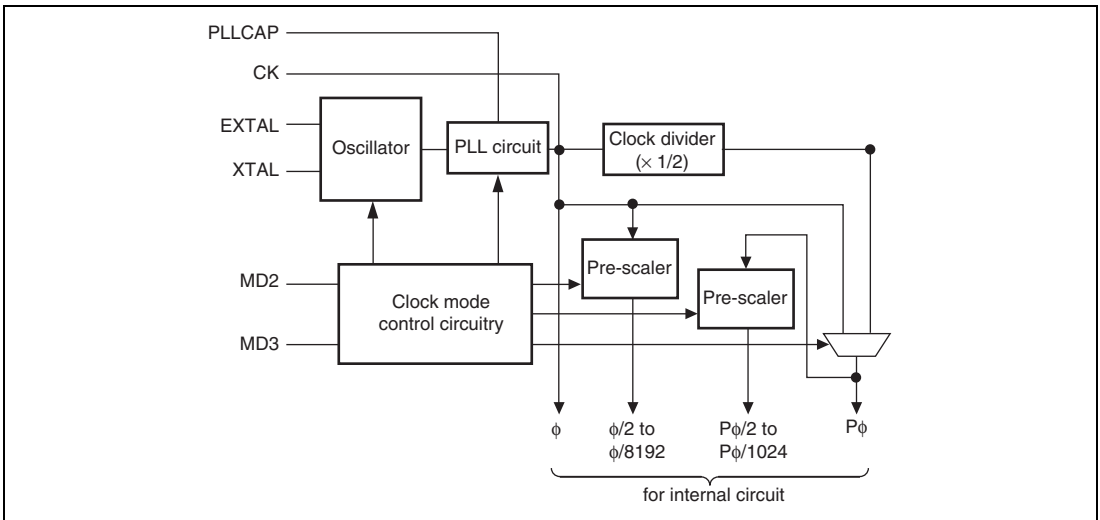 PLLCAP
CK
EXTAL
XTAL
Oscillator
PLL circuit
Clock divider
(× 1/2)
MD2
MD3
Clock mode
control circuitry
Pre-scaler
Pre-scaler
ϕ
ϕ/2 to
ϕ/8192
Pϕ/2 to
Pϕ/1024
Pϕ
for internal circuit